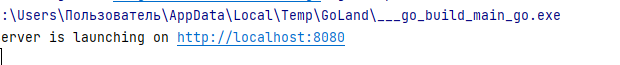 :\Users\Пользователь\AppData\Local\Temp\GoLand\___go_build_main_go.exe
erver is launching on http://localhost:8080